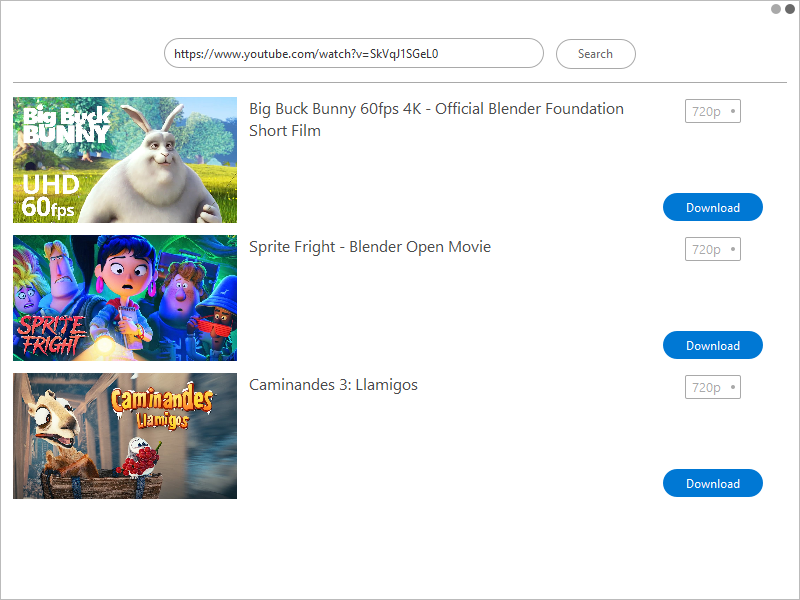 https://www.youtube.com/watch?v=SkVqJ1SGeL0
Search
Big Buck
BUNNY
UHD
60fps
Big Buck Bunny 60fps 4K - Official Blender Foundation
Short Film
720p
Download
SPRITE
FRIGHT
Sprite Fright - Blender Open Movie
720p
Download
Caminandes
Llamigos
Caminandes 3: Llamigos
720p
Download